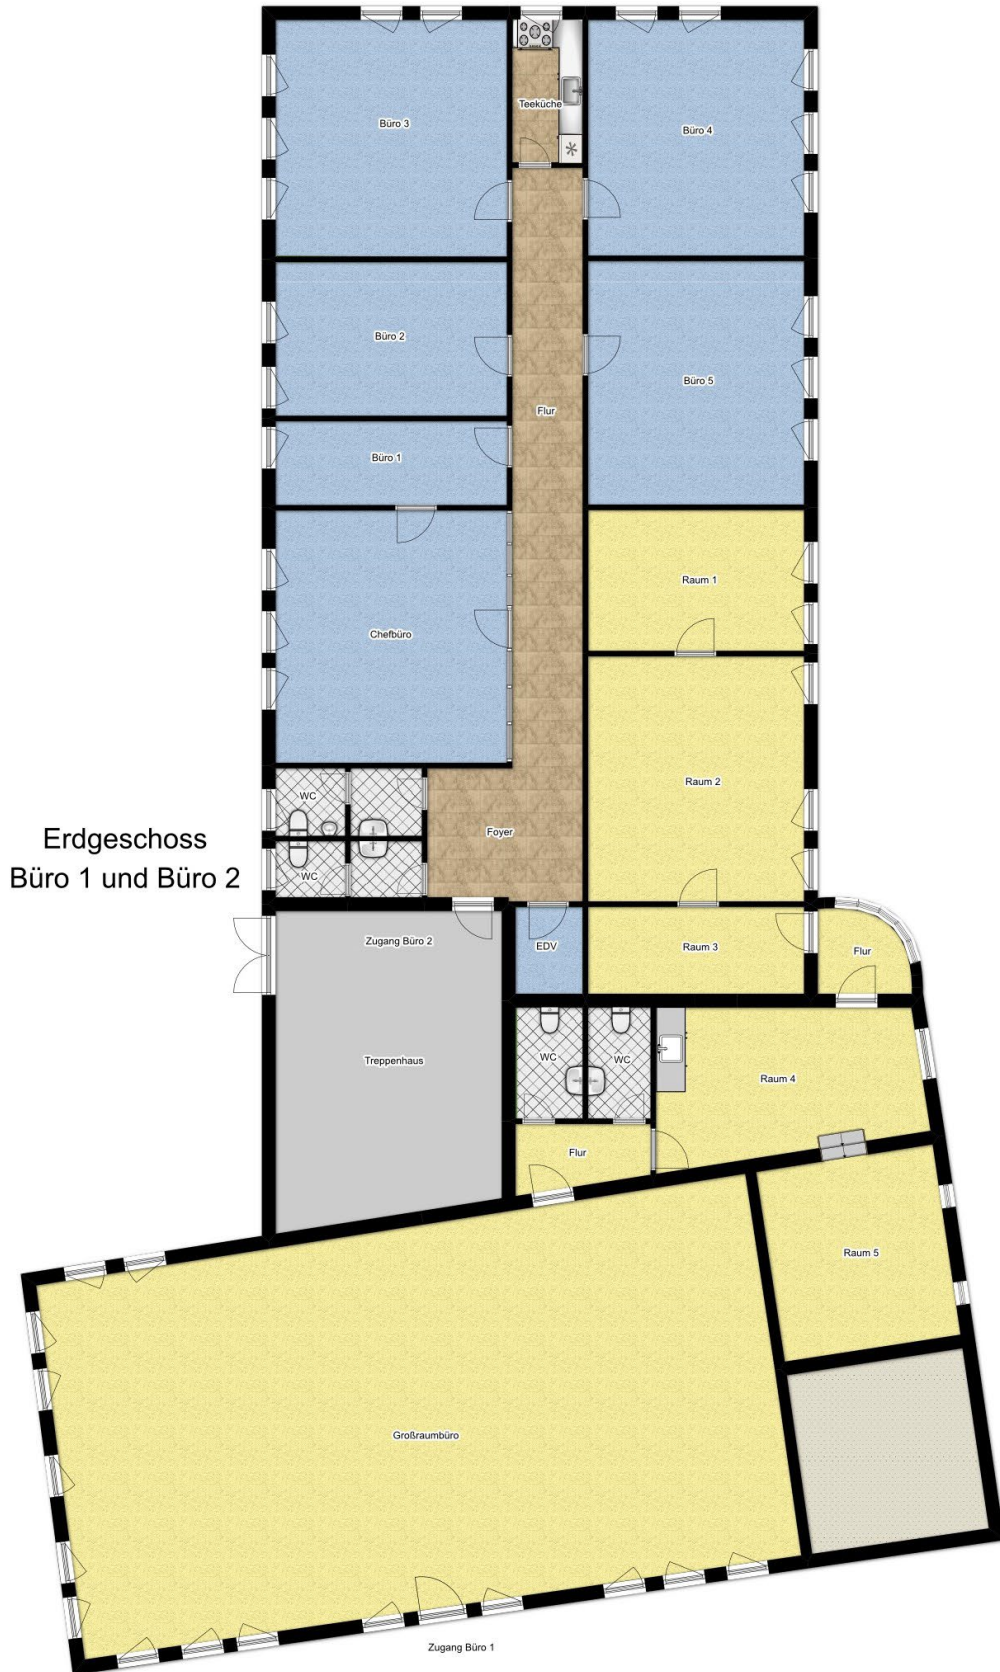 Büro 3
Teeküche
Büro 4
Büro 2
Büro 5
Flur
Büro 1
Raum 1
Chefbüro
Raum 2
WC
Foyer
Erdgeschoss
Büro 1 und Büro 2
WC
Zugang Büro 2
EDV
Raum 3
Flur
Treppenhaus
WC
WC
Raum 4
Flur
Raum 5
Großraumbüro
Zugang Büro 1